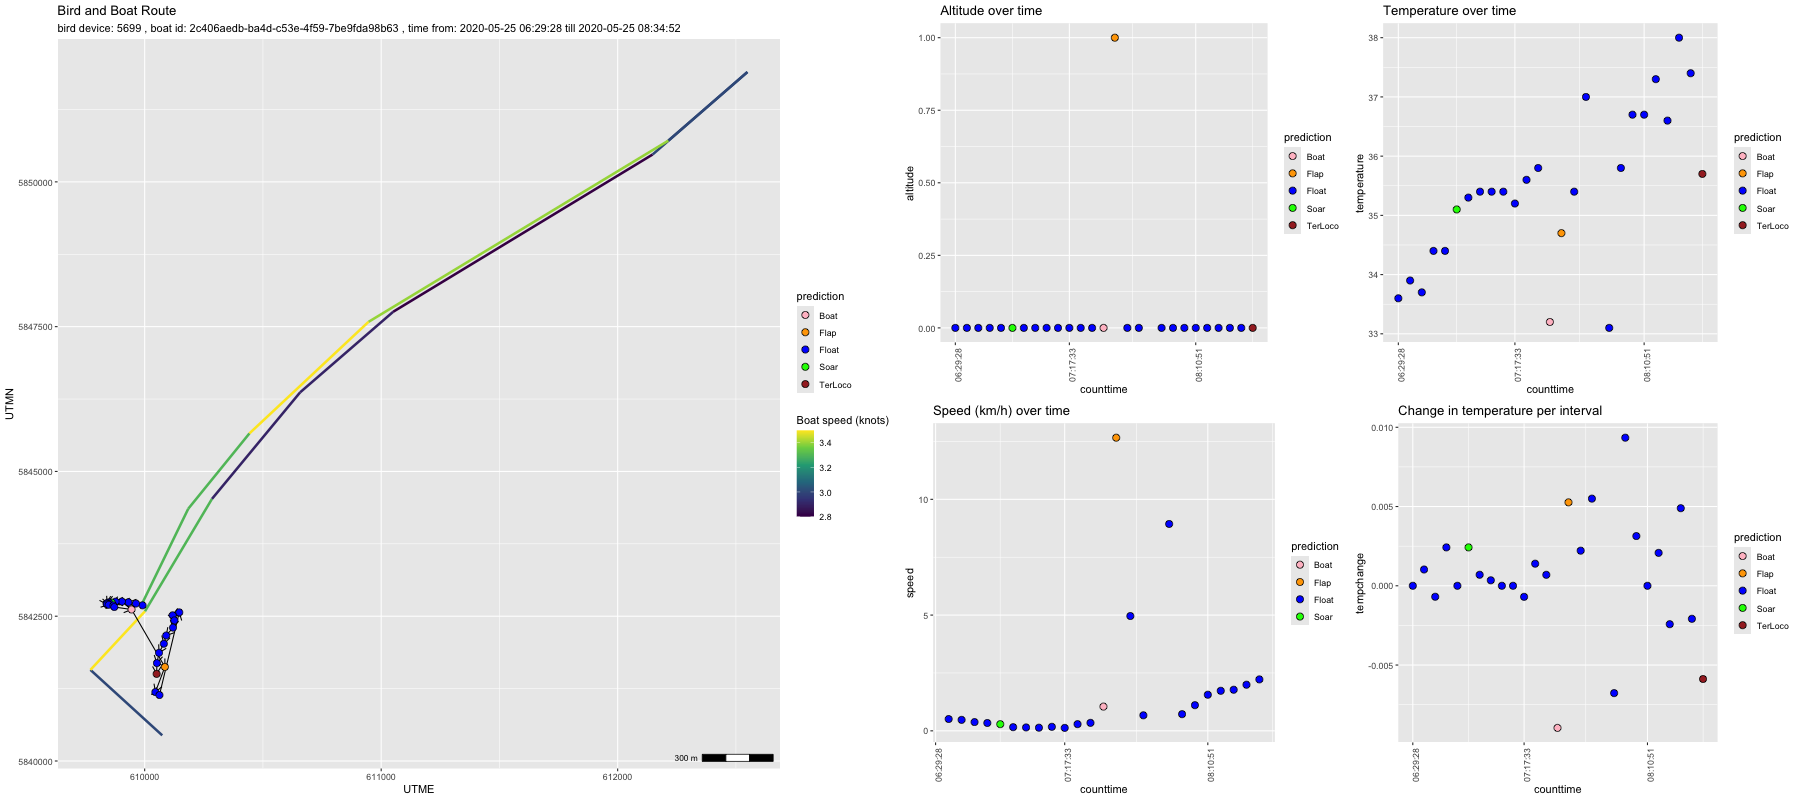 Bird and Boat Route
bird device: 5699 , boat id: 2c406aedb-ba4d-c53e-4f59-7be9fda98b63 , time from: 2020-05-25 06:29:28 till 2020-05-25 08:34:52
UTMN
5850000
5847500
5845000
5842500
5840000
610000
611000
612000
UTME
300 m
prediction
Boat
Flap
Float
Soar
TerLoco
Boat speed (knots)
3.4
3.2
3.0
2.8
Altitude over time
altitude
1.00
0.75
0.50
0.25
0.00
06:29:28
07:17:33
08:10:51
counttime
prediction
Boat
Flap
Float
Soar
TerLoco
Temperature over time
temperature
38
37
36
35
34
33
06:29:28
07:17:33
08:10:51
counttime
prediction
Boat
Flap
Float
Soar
TerLoco
Speed (km/h) over time
speed
10
5
0
06:29:28
07:17:33
08:10:51
counttime
prediction
Boat
Flap
Float
Soar
Change in temperature per interval
tempchange
0.010
0.005
0.000
-0.005
06:29:28
07:17:33
08:10:51
counttime
prediction
Boat
Flap
Float
Soar
TerLoco